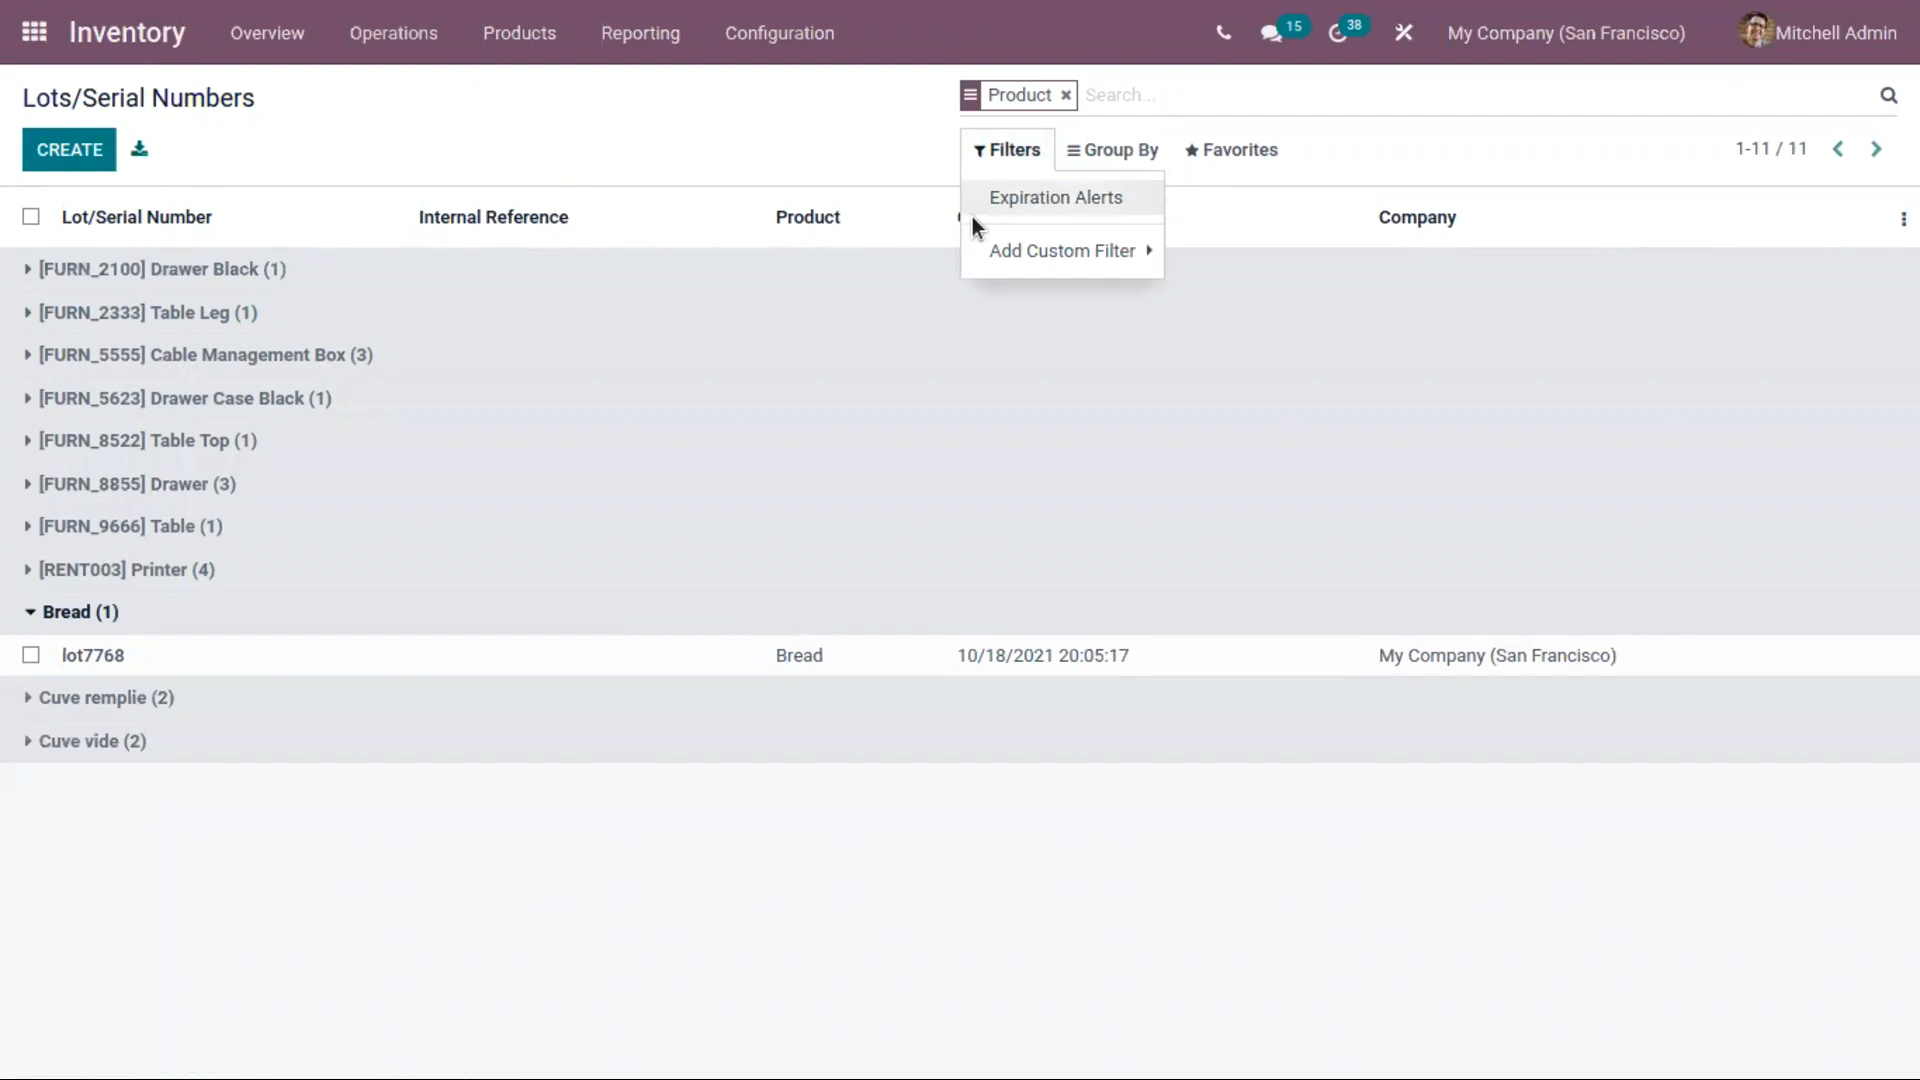 Inventory Overview Operations Products Reporting Configuration 15 38 My Company (San Francisco) Mitchell Admin
Lots/Serial Numbers
Product Search...
CREATE
Filters Group By Favorites
1-11 / 11
Expiration Alerts
Add Custom Filter
Lot/Serial Number Internal Reference Product Company
[FURN_2100] Drawer Black (1)
[FURN_2333] Table Leg (1)
[FURN_5555] Cable Management Box (3)
[FURN_5623] Drawer Case Black (1)
[FURN_8522] Table Top (1)
[FURN_8855] Drawer (3)
[FURN_9666] Table (1)
[RENT003] Printer (4)
Bread (1)
lot7768 Bread 10/18/2021 20:05:17 My Company (San Francisco)
Cuve remplie (2)
Cuve vide (2)